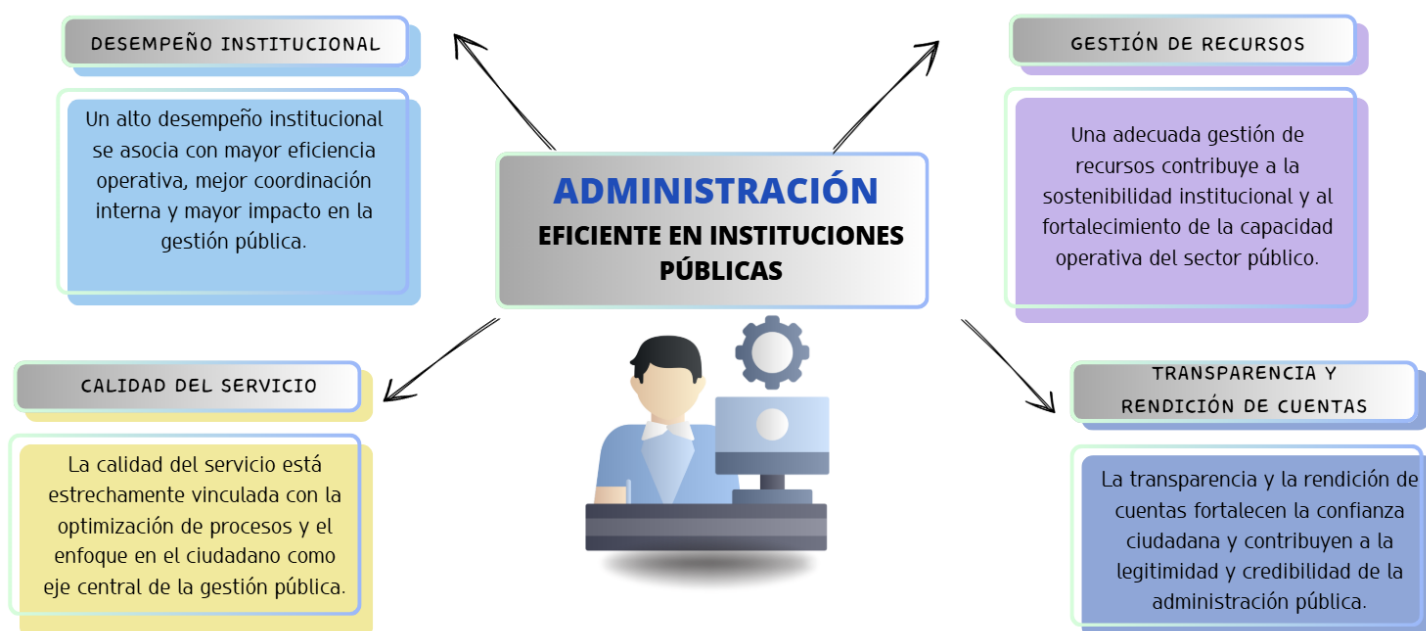 DESEMPEÑO INSTITUCIONAL
Un alto desempeño institucional
se asocia con mayor eficiencia
operativa, mejor coordinación
interna y mayor impacto en la
gestión pública.
GESTIÓN DE RECURSOS
Una adecuada gestión de
recursos contribuye a la
sostenibilidad institucional y al
fortalecimiento de la capacidad
operativa del sector público.
ADMINISTRACIÓN
EFICIENTE EN INSTITUCIONES
PÚBLICAS
CALIDAD DEL SERVICIO
La calidad del servicio está
estrechamente vinculada con la
optimización de procesos y el
enfoque en el ciudadano como
eje central de la gestión pública.
TRANSPARENCIA Y
RENDICIÓN DE CUENTAS
La transparencia y la rendición de
cuentas fortalecen la confianza
ciudadana y contribuyen a la
legitimidad y credibilidad de la
administración pública.